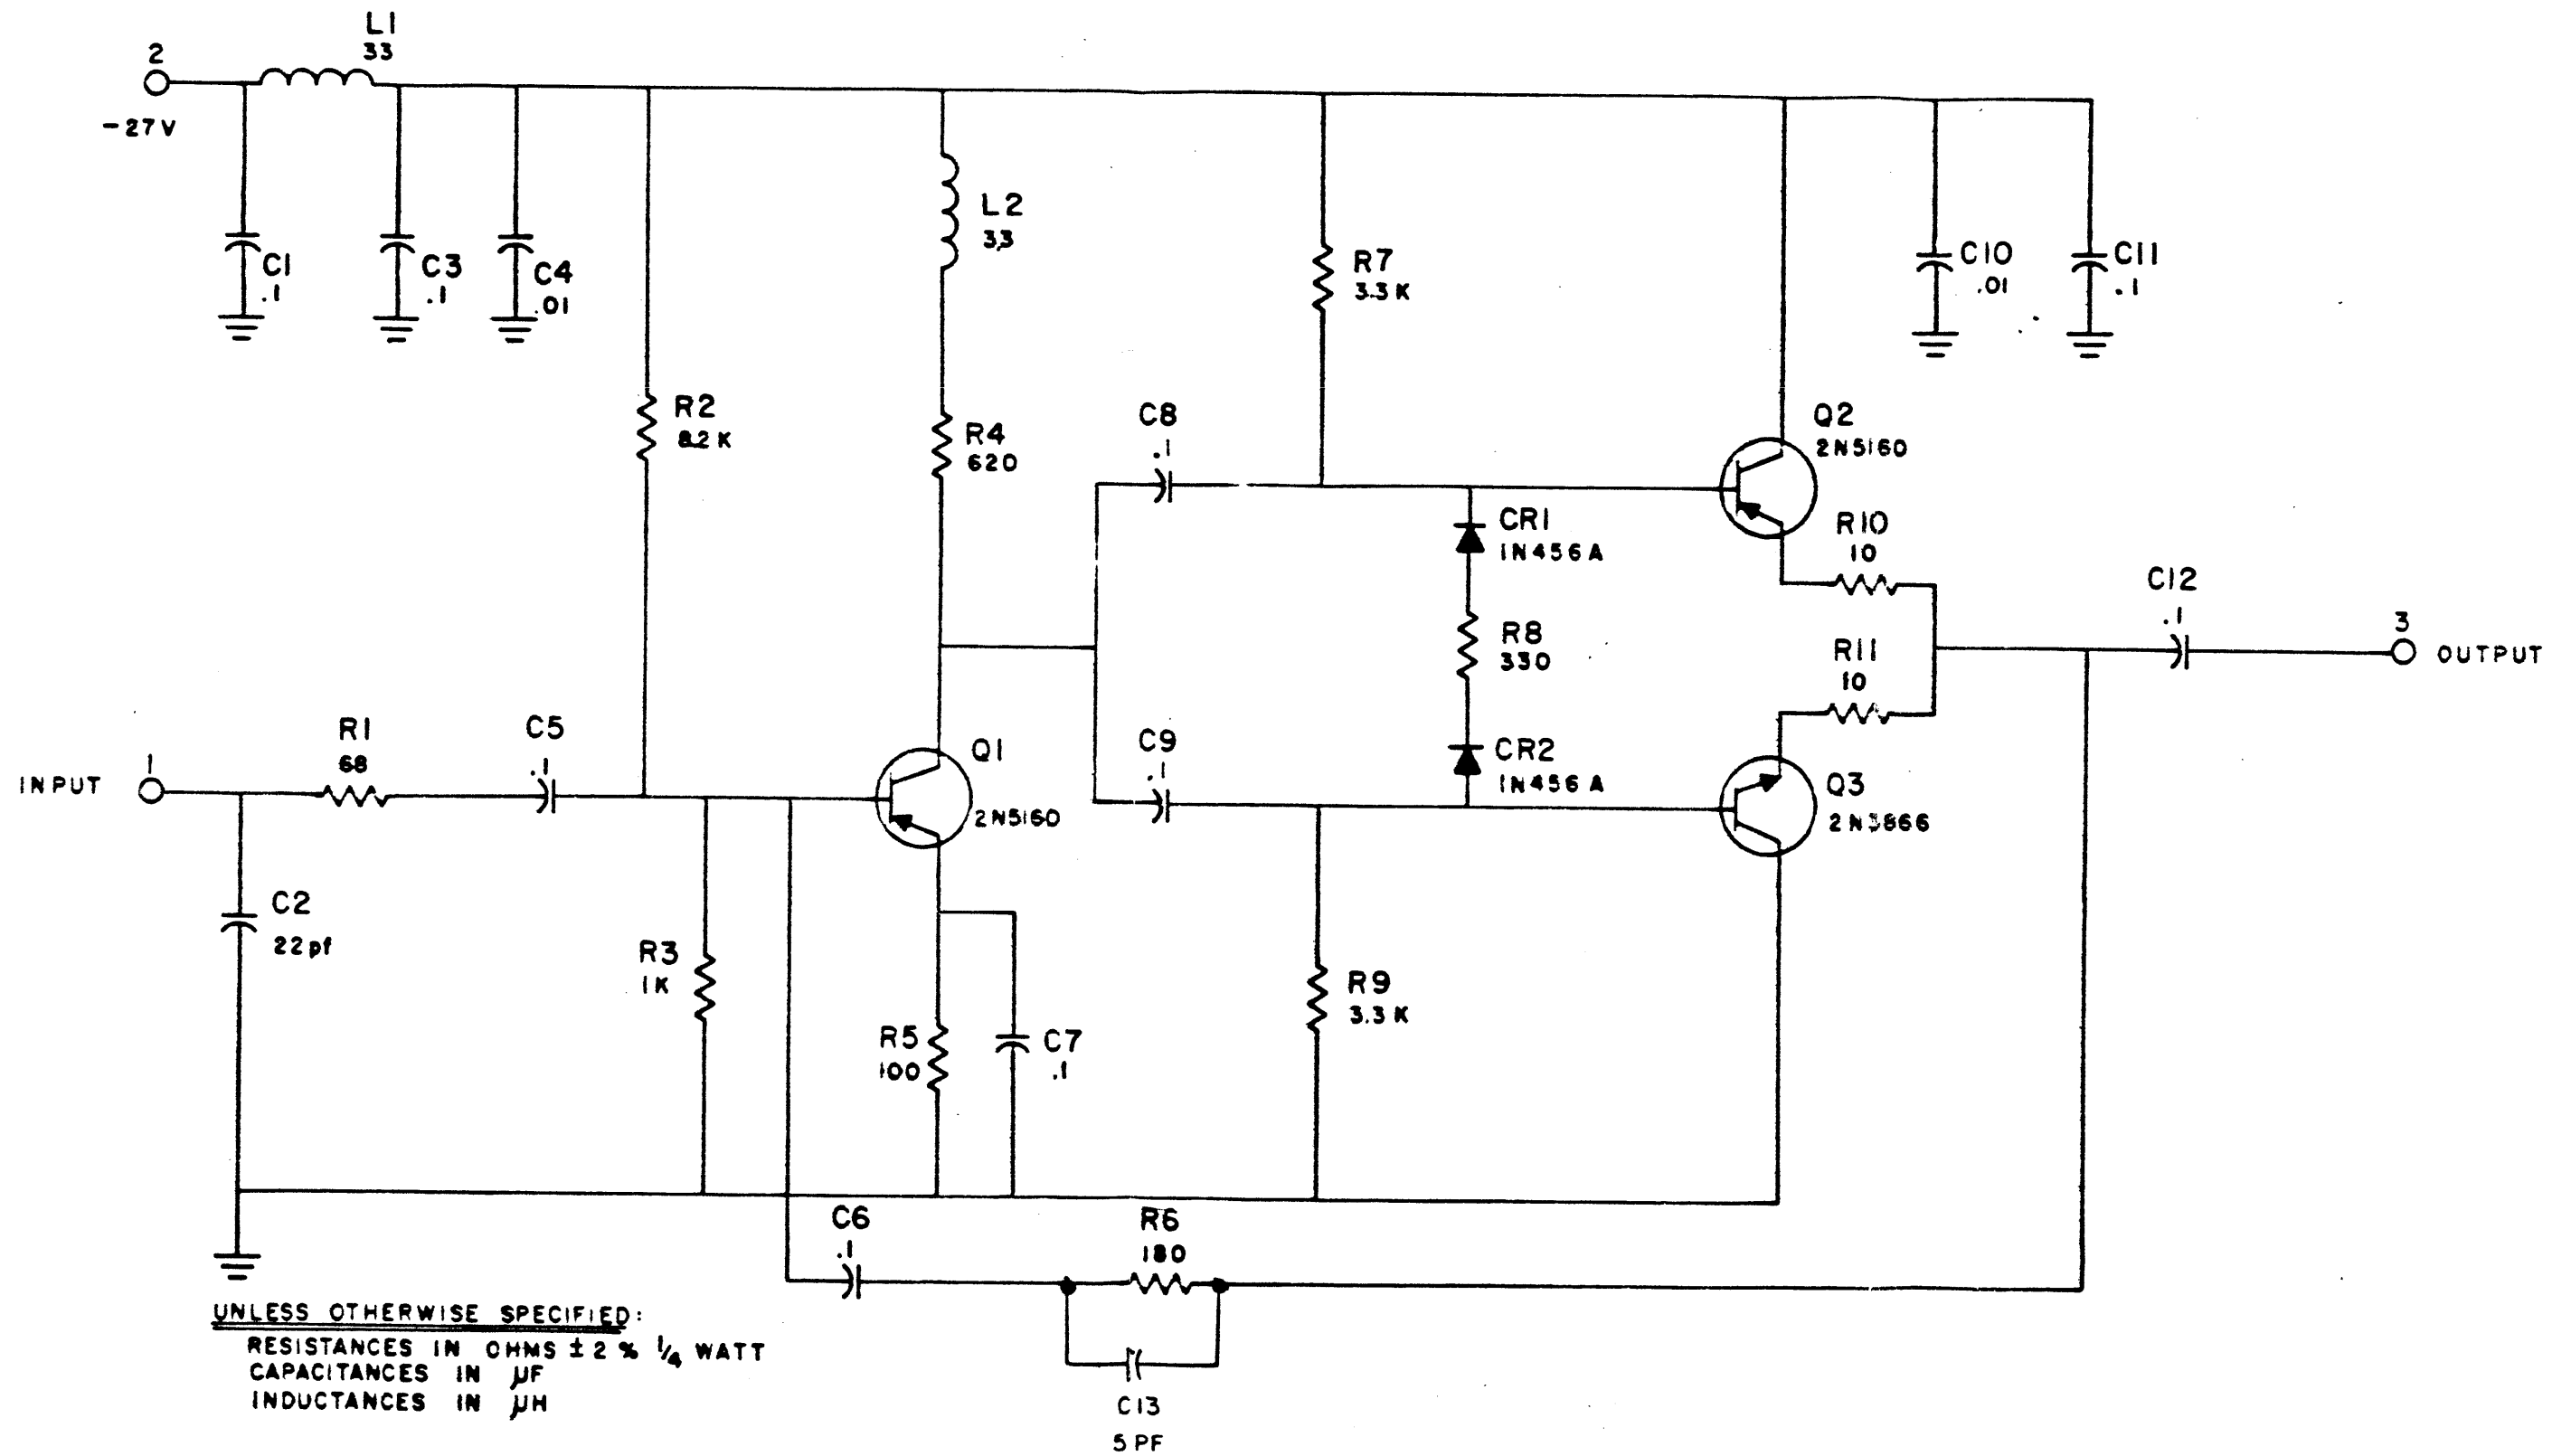 L1
33
2
-27V
C1
.1
C3
.1
C4
.01
L2
3.3
R7
3.3K
C10
.01
C11
.1
R2
8.2K
R4
620
C8
.1
Q2
2N5160
CR1
1N456A
R10
10
C12
.1
R8
330
R11
10
3
OUTPUT
R1
68
C5
.1
INPUT
1
Q1
2N5160
C9
.1
CR2
1N456A
Q3
2N3866
C2
22pf
R3
1K
R5
100
C7
.1
R9
3.3K
C6
.1
R6
180
C13
5 PF
UNLESS OTHERWISE SPECIFIED:
RESISTANCES IN OHMS ±2% 1/4 WATT
CAPACITANCES IN µF
INDUCTANCES IN µH